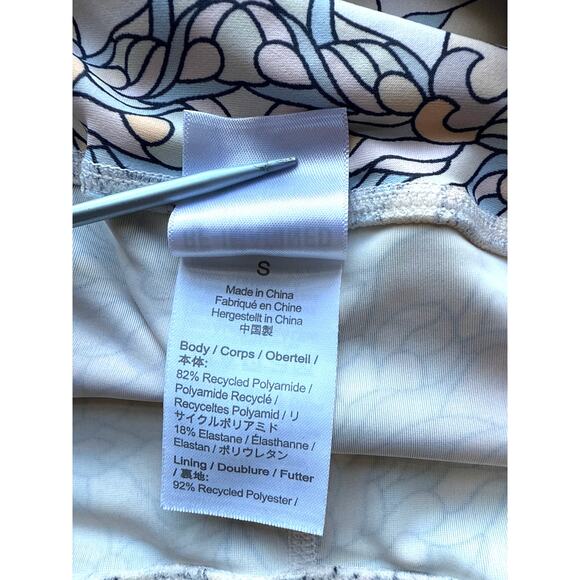 S
Made in China
Fabriqué en Chine
Hergestellt in China
中国製
Body / Corps / Oberteil /
本体:
82% Recycled Polyamide /
Polyamide Recyclé /
Recyceltes Polyamid / リ
サイクルポリアミド
18% Elastane / Élasthanne /
Elastan / ポリウレタン
Lining / Doublure / Futter
/ 裏地:
92% Recycled Polyester /